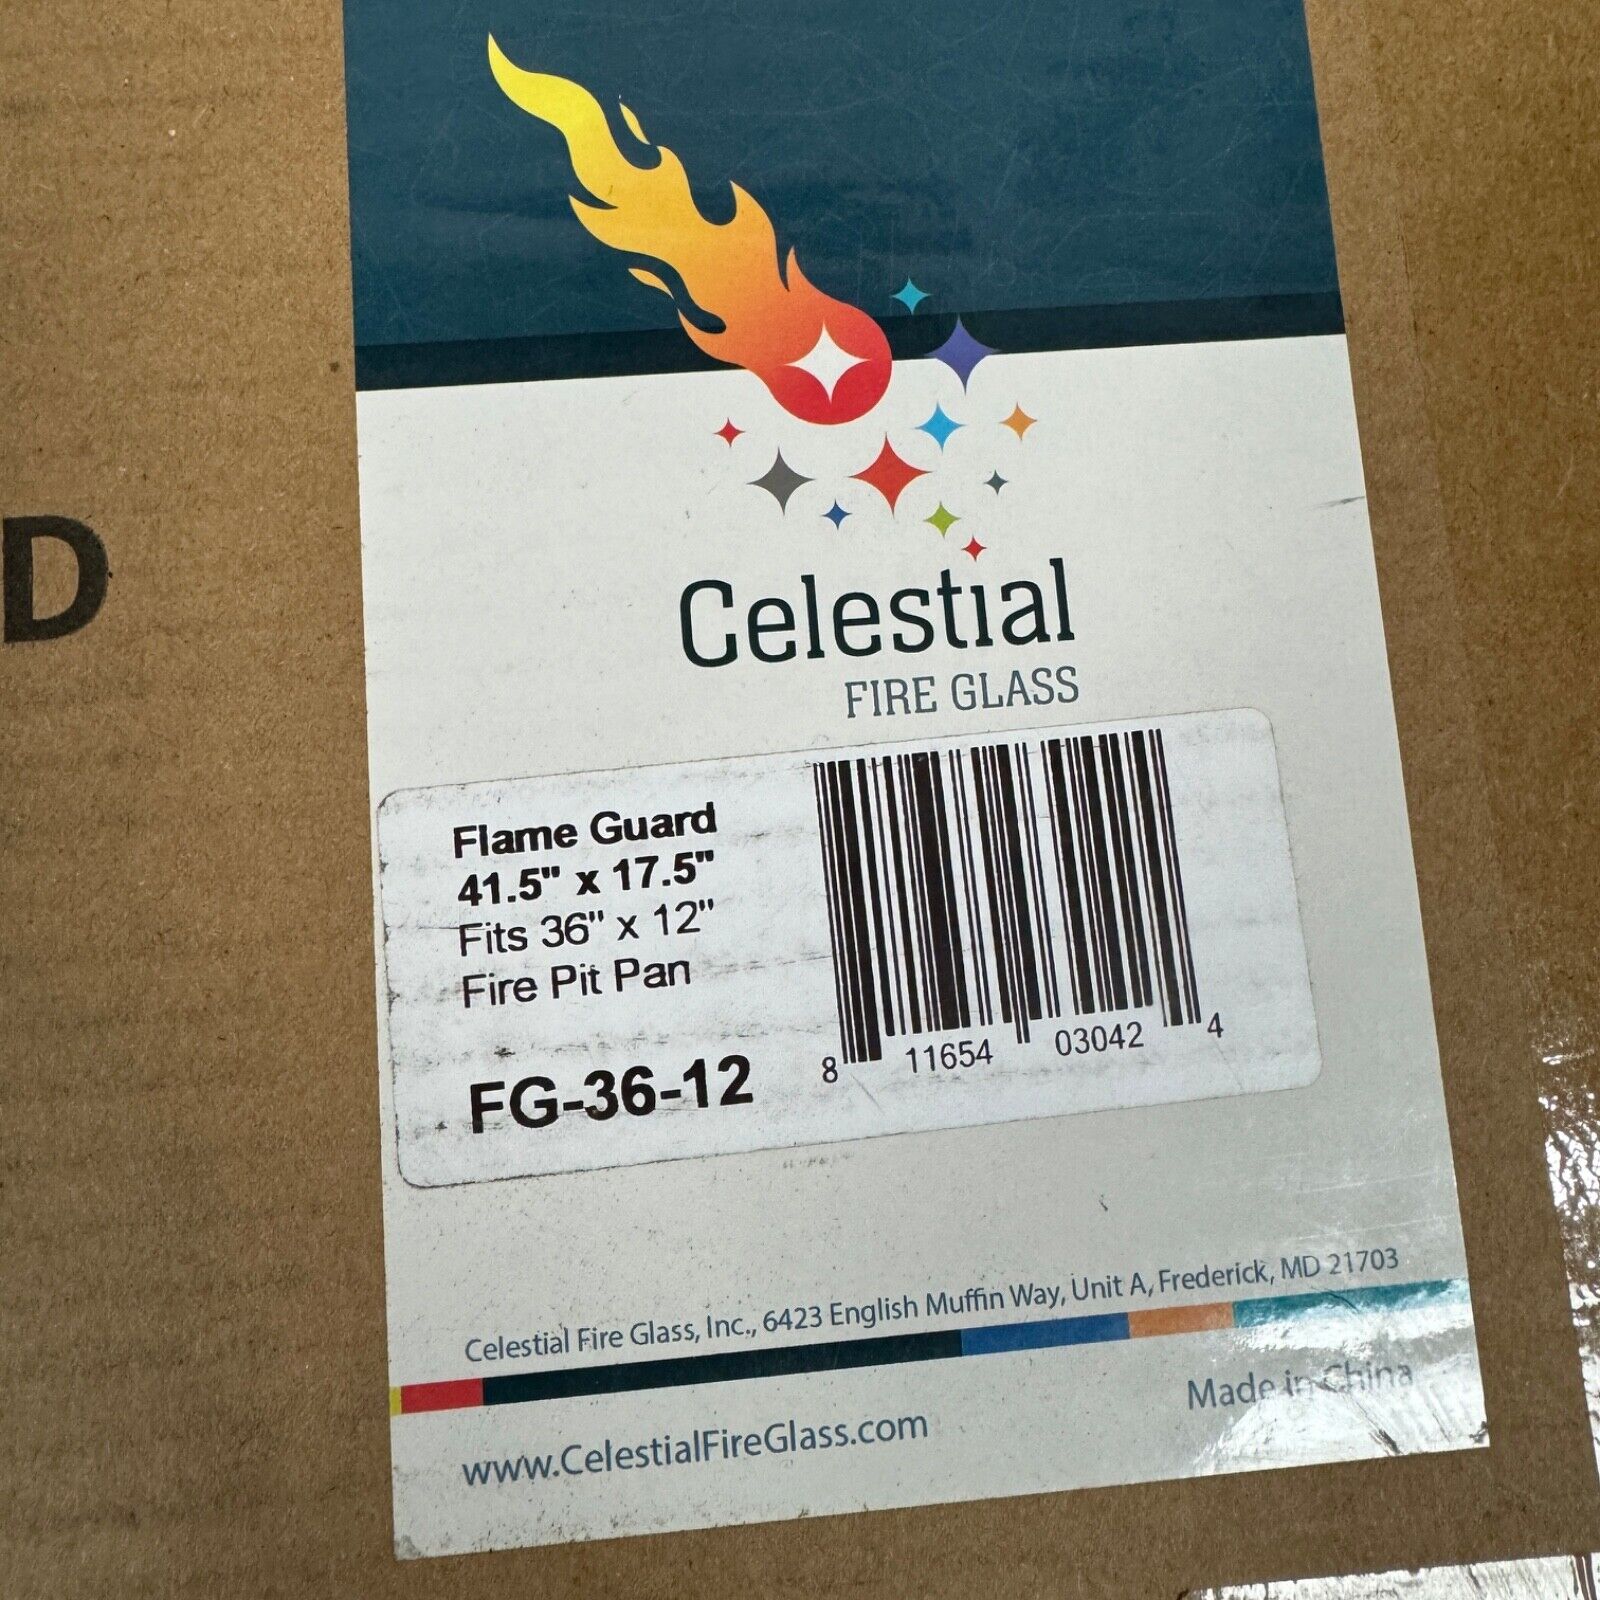 D
Celestial
FIRE GLASS
Flame Guard
41.5" x 17.5"
Fits 36" x 12"
Fire Pit Pan
FG-36-12
8 11654 03042 4
Celestial Fire Glass, Inc., 6423 English Muffin Way, Unit A, Frederick, MD 21703
Made in China
www.CelestialFireGlass.com